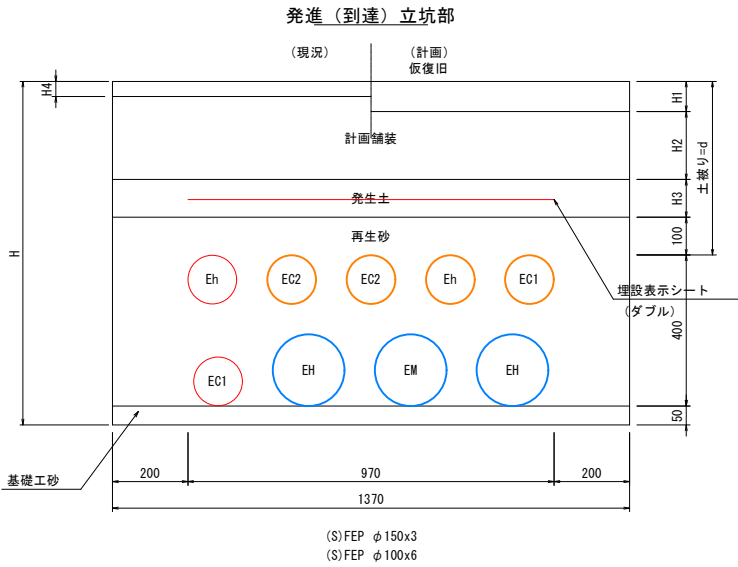 発進（到達）立坑部
（現況）
（計画）
仮復旧
H4
H1
計画舗装
H2
土被り=d
発生土
H3
再生砂
100
H
Eh
EC2
EC2
Eh
EC1
埋設表示シート
（ダブル）
400
EC1
EH
EM
EH
50
基礎工砂
200
970
200
1370
(S)FEP φ150x3
(S)FEP φ100x6